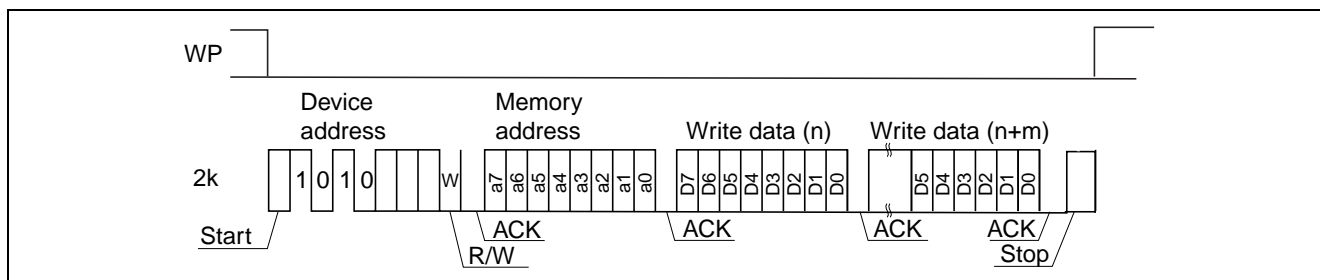 WP
Device address
Memory address
Write data (n)
Write data (n+m)
2k
1 0 1 0
W
a7 a6 a5 a4 a3 a2 a1 a0
D7 D6 D5 D4 D3 D2 D1 D0
D5 D4 D3 D2 D1 D0
Start
ACK
ACK
ACK
ACK
R/W
Stop